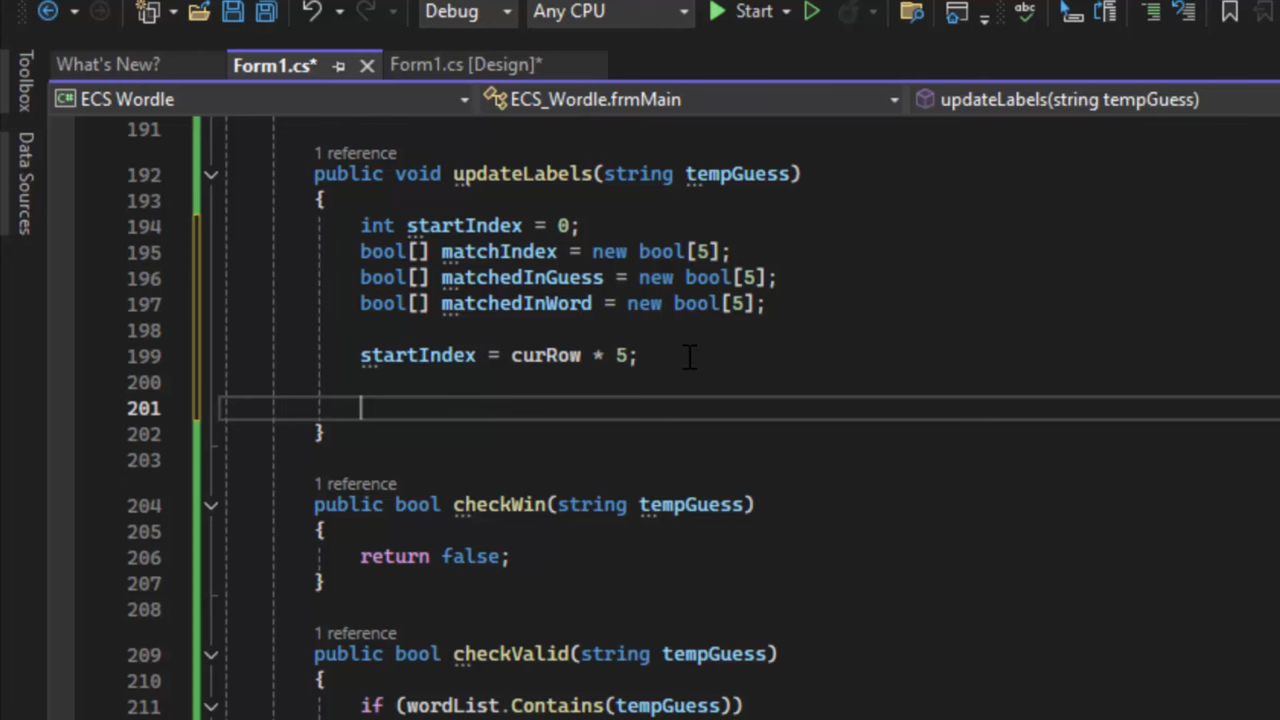 Debug
Any CPU
Start
Toolbox
Data Sources
What's New?
Form1.cs*
Form1.cs [Design]*
C# ECS Wordle
ECS_Wordle.frmMain
updateLabels(string tempGuess)
191
1 reference
192 public void updateLabels(string tempGuess)
193 {
194 int startIndex = 0;
195 bool[] matchIndex = new bool[5];
196 bool[] matchedInGuess = new bool[5];
197 bool[] matchedInWord = new bool[5];
198
199 startIndex = curRow * 5;
200
201
202 }
203
1 reference
204 public bool checkWin(string tempGuess)
205 {
206 return false;
207 }
208
1 reference
209 public bool checkValid(string tempGuess)
210 {
211 if (wordList.Contains(tempGuess))